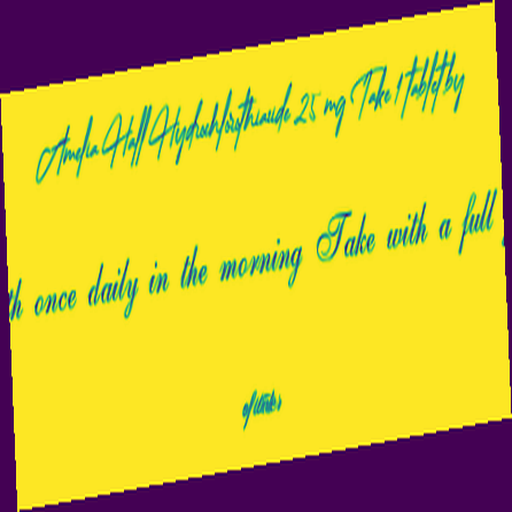 Amelia Hall Hydrochlorothiazide 25 mg Take 1 tablet by
once daily in the morning Take with a full
of water